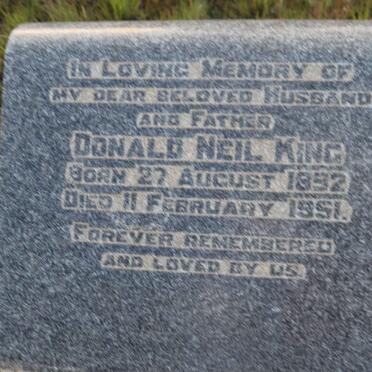 In Loving Memory of
my dear beloved Husband
and Father
Donald Neil King
Born 27 August 1892
Died 11 February 1951.
Forever remembered
and loved by us